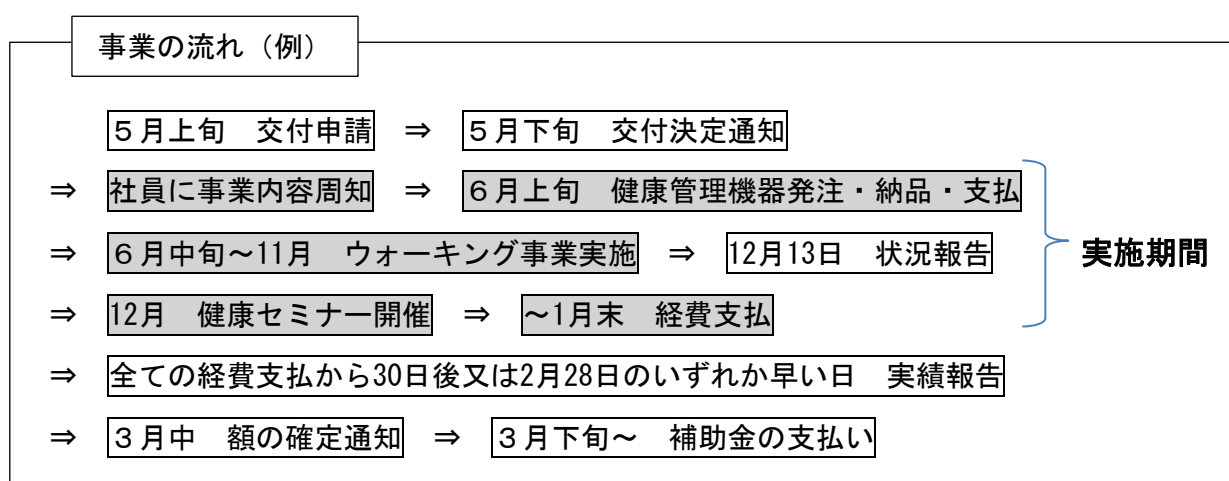 事業の流れ（例）
５月上旬　交付申請　⇒　５月下旬　交付決定通知
⇒　社員に事業内容周知　⇒　６月上旬　健康管理機器発注・納品・支払
⇒　６月中旬～11月　ウォーキング事業実施　⇒　12月13日　状況報告
実施期間
⇒　12月　健康セミナー開催　⇒　～1月末　経費支払
⇒　全ての経費支払から30日後又は2月28日のいずれか早い日　実績報告
⇒　３月中　額の確定通知　⇒　３月下旬～　補助金の支払い